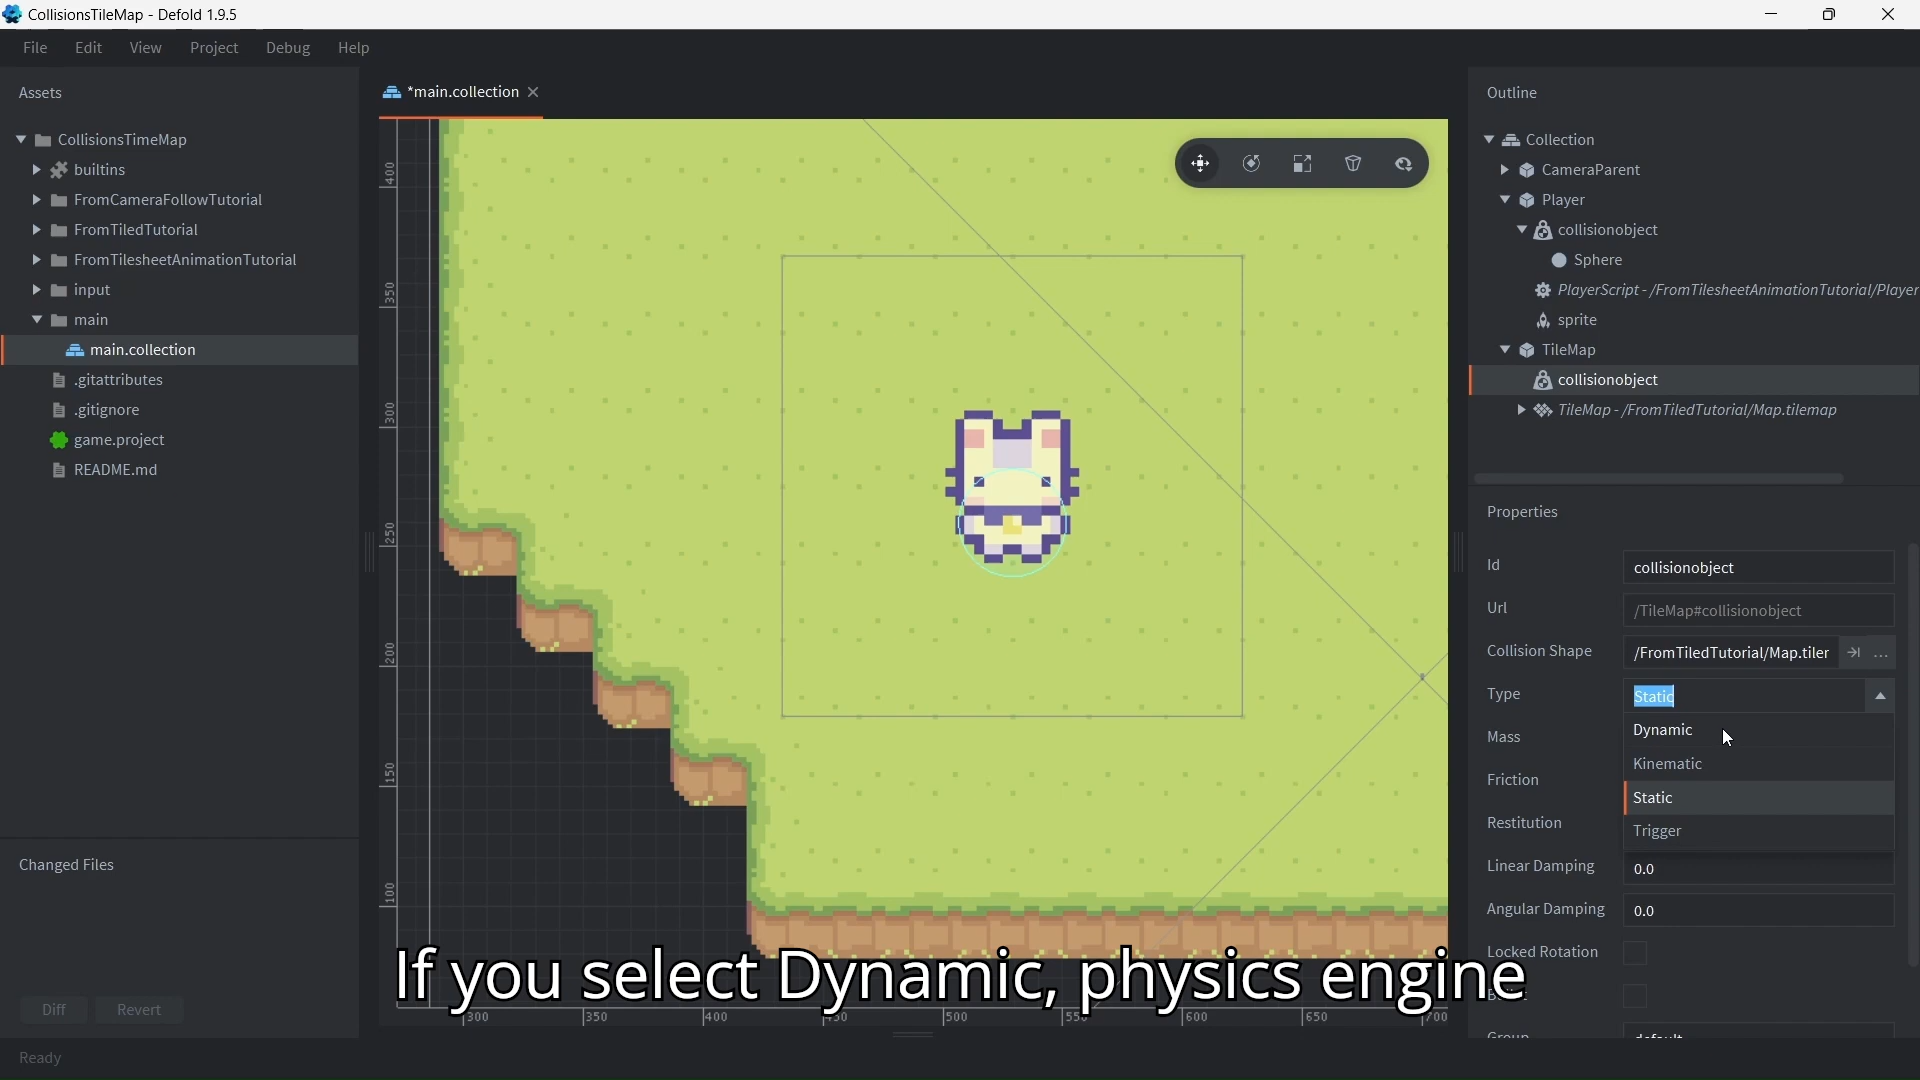 CollisionsTileMap - Defold 1.9.5
File Edit View Project Debug Help
Assets
CollisionsTimeMap
builtins
FromCameraFollowTutorial
FromTiledTutorial
FromTilesheetAnimationTutorial
input
main
main.collection
.gitattributes
.gitignore
game.project
README.md
Changed Files
Diff Revert
Ready
*main.collection
400
350
300
250
200
150
100
300 350 400 450 500 550 600 650 700
If you select Dynamic, physics engine
Outline
Collection
CameraParent
Player
collisionobject
Sphere
PlayerScript - /FromTilesheetAnimationTutorial/Player
sprite
TileMap
collisionobject
TileMap - /FromTiledTutorial/Map.tilemap
Properties
Id collisionobject
Url /TileMap#collisionobject
Collision Shape /FromTiledTutorial/Map.tiler ...
Type Static
Mass Dynamic
Kinematic
Friction
Static
Restitution
Trigger
Linear Damping 0.0
Angular Damping 0.0
Locked Rotation
Group default